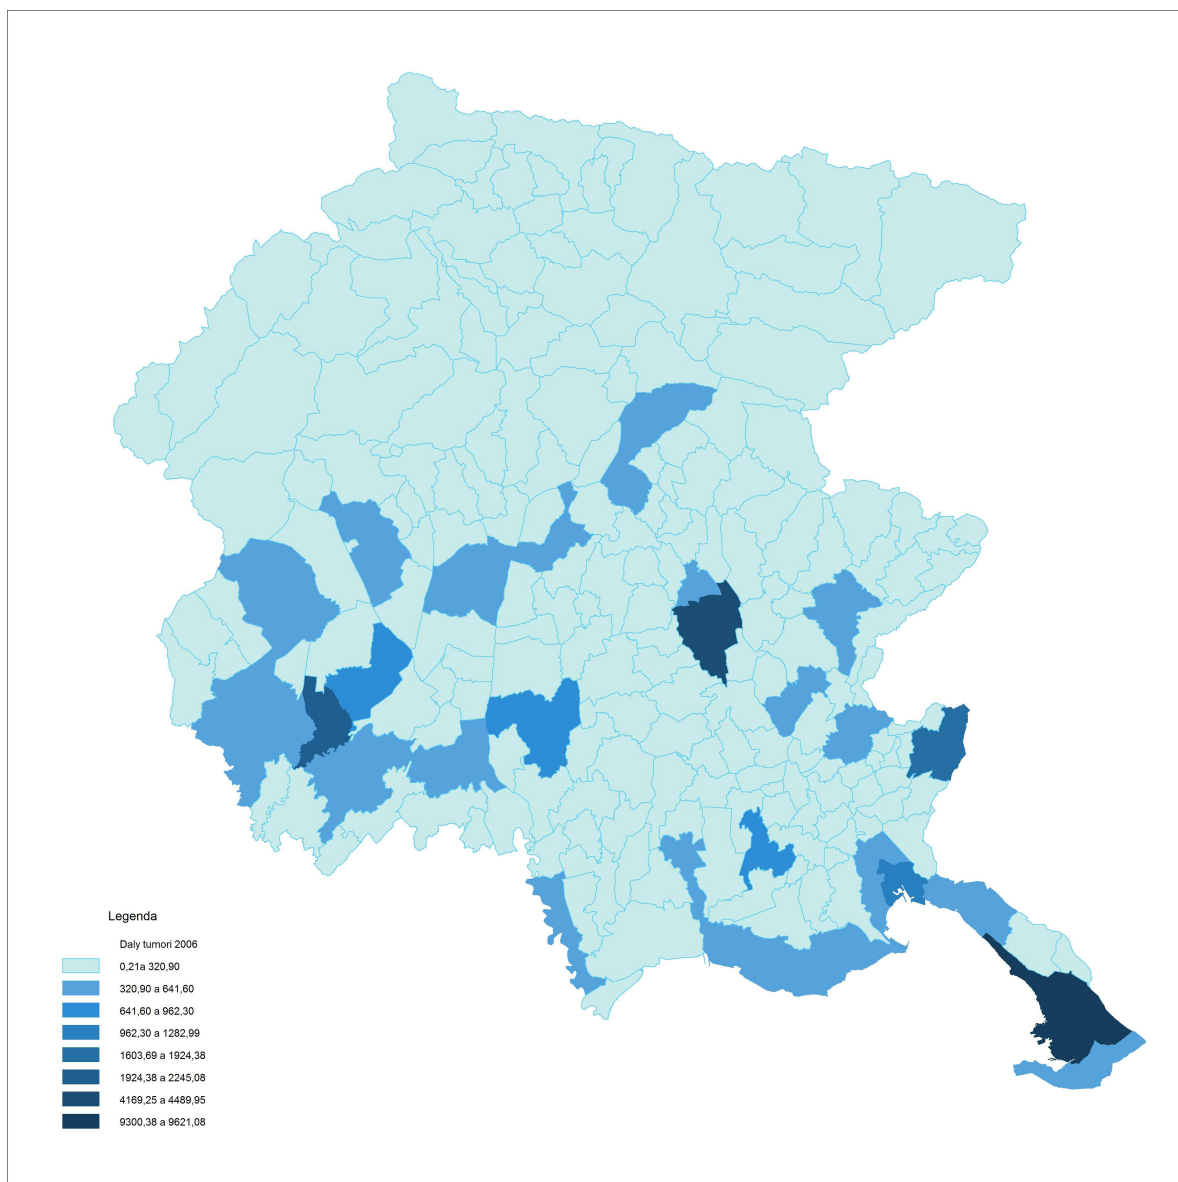 Legenda
Daly tumori 2006
0,21a 320,90
320,90 a 641,60
641,60 a 962,30
962,30 a 1282,99
1603,69 a 1924,38
1924,38 a 2245,08
4169,25 a 4489,95
9300,38 a 9621,08